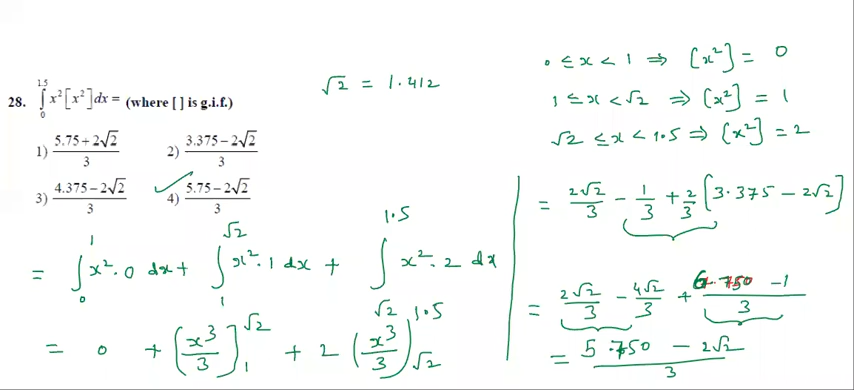 28. ∫₀^1.5 x²[x²]dx = (where [ ] is g.i.f.)
1) (5.75+2√2)/3 2) (3.375−2√2)/3
3) (4.375−2√2)/3 4) (5.75−2√2)/3
√2 = 1.412
= ∫₀^1 x²·0 dx + ∫₁^√2 x²·1 dx + ∫_√2^1.5 x²·2 dx
= 0 + (x³/3)]₁^√2 + 2(x³/3)_√2^1.5
0 ≤ x < 1 ⇒ [x²] = 0
1 ≤ x < √2 ⇒ [x²] = 1
√2 ≤ x < 1.5 ⇒ [x²] = 2
= 2√2/3 − 1/3 + 2/3 [3.375 − 2√2]
= 2√2/3 − 4√2/3 + (6.750 − 1)/3
= (5.750 − 2√2)/3